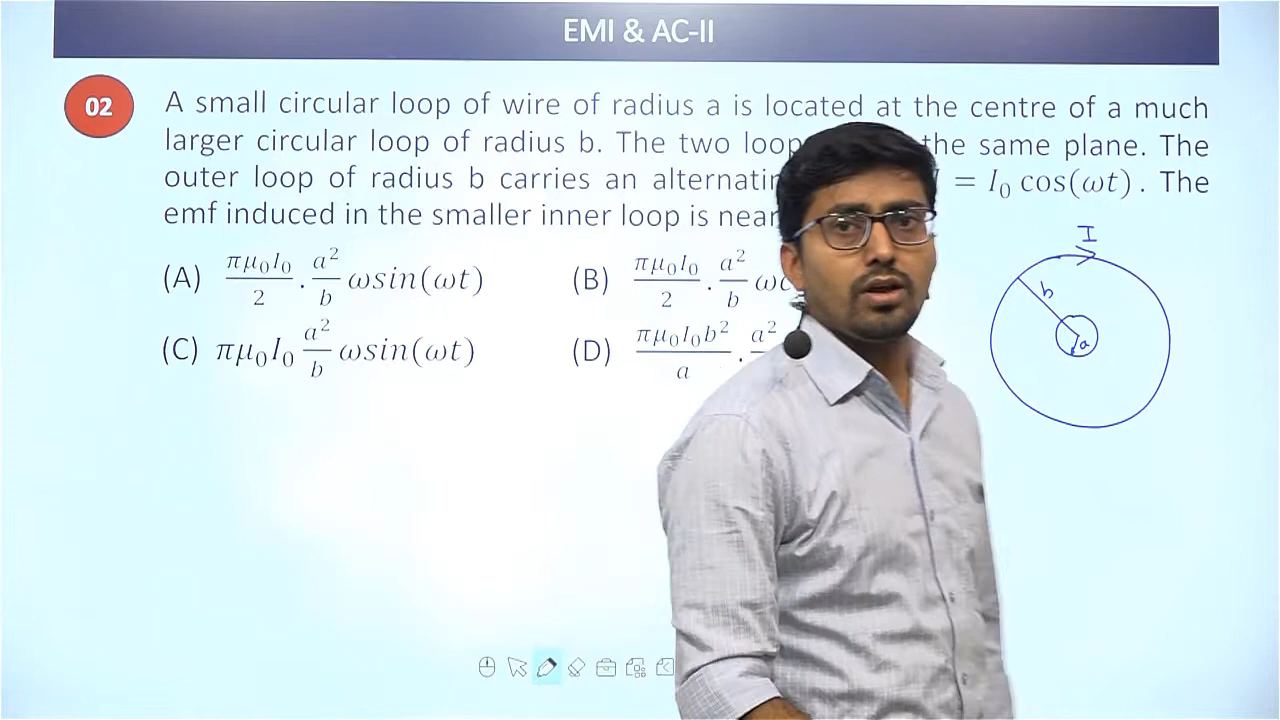 EMI & AC-II
02
A small circular loop of wire of radius a is located at the centre of a much
larger circular loop of radius b. The two the same plane. The
outer loop of radius b carries an = I₀ cos(ωt). The
emf induced in the smaller inner loop is
(A) πμ₀I₀/2 . a²/b ωsin(ωt) (B) πμ₀I₀/2 . a²/b
(C) πμ₀I₀ a²/b ωsin(ωt) (D) πμ₀I₀b²/a . a²
I
b
a